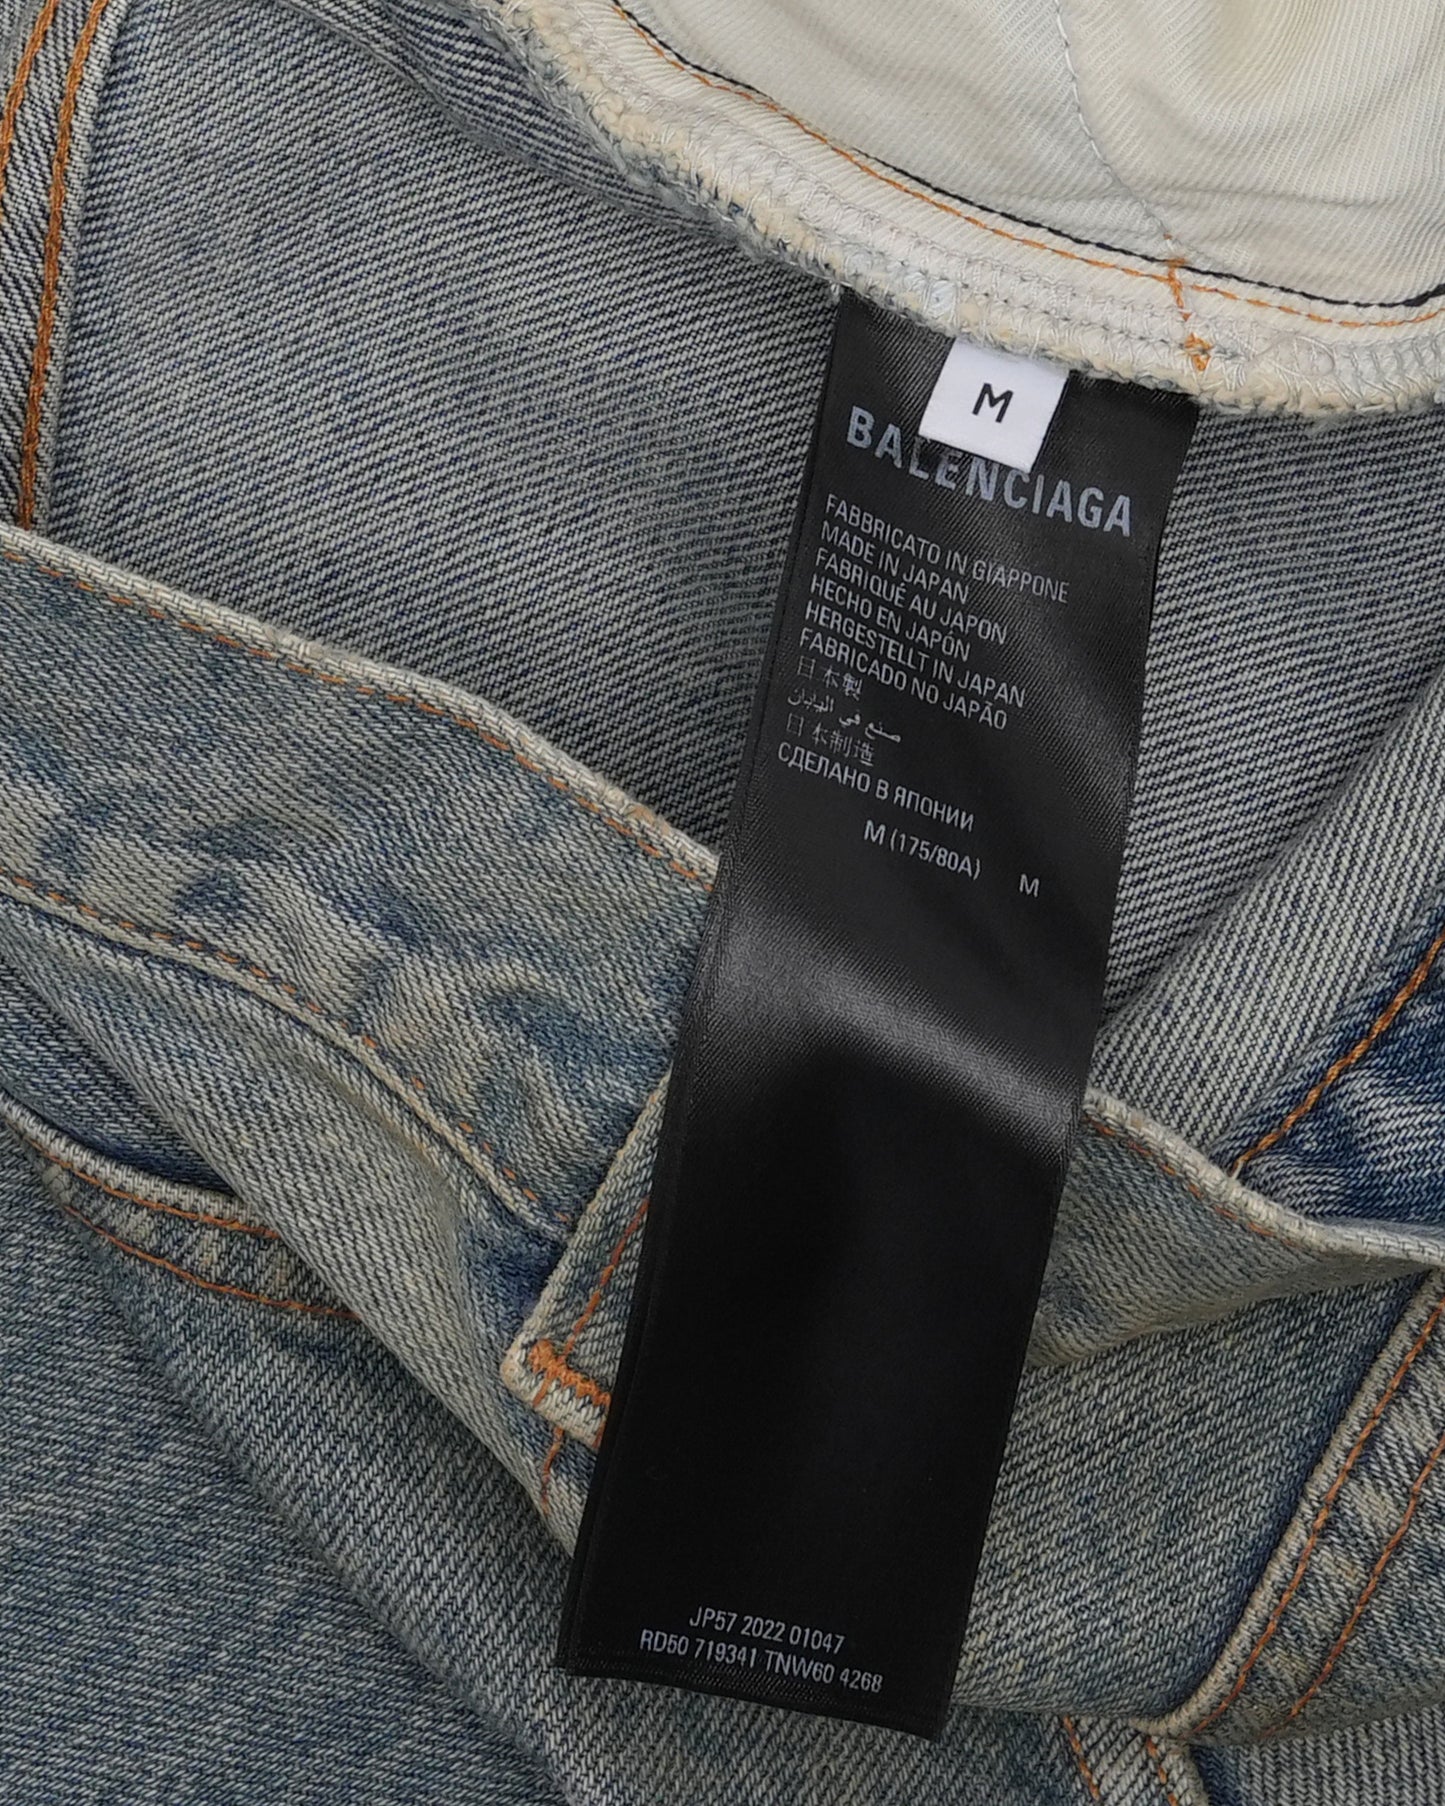 M
BALENCIAGA
FABBRICATO IN GIAPPONE
MADE IN JAPAN
FABRIQUÉ AU JAPON
HECHO EN JAPÓN
HERGESTELLT IN JAPAN
FABRICADO NO JAPÃO
日本製
صنع في اليابان
日本制造
СДЕЛАНО В ЯПОНИИ
M (175/80A) M
JP57 2022 01047
RD50 719341 TNW60 4268